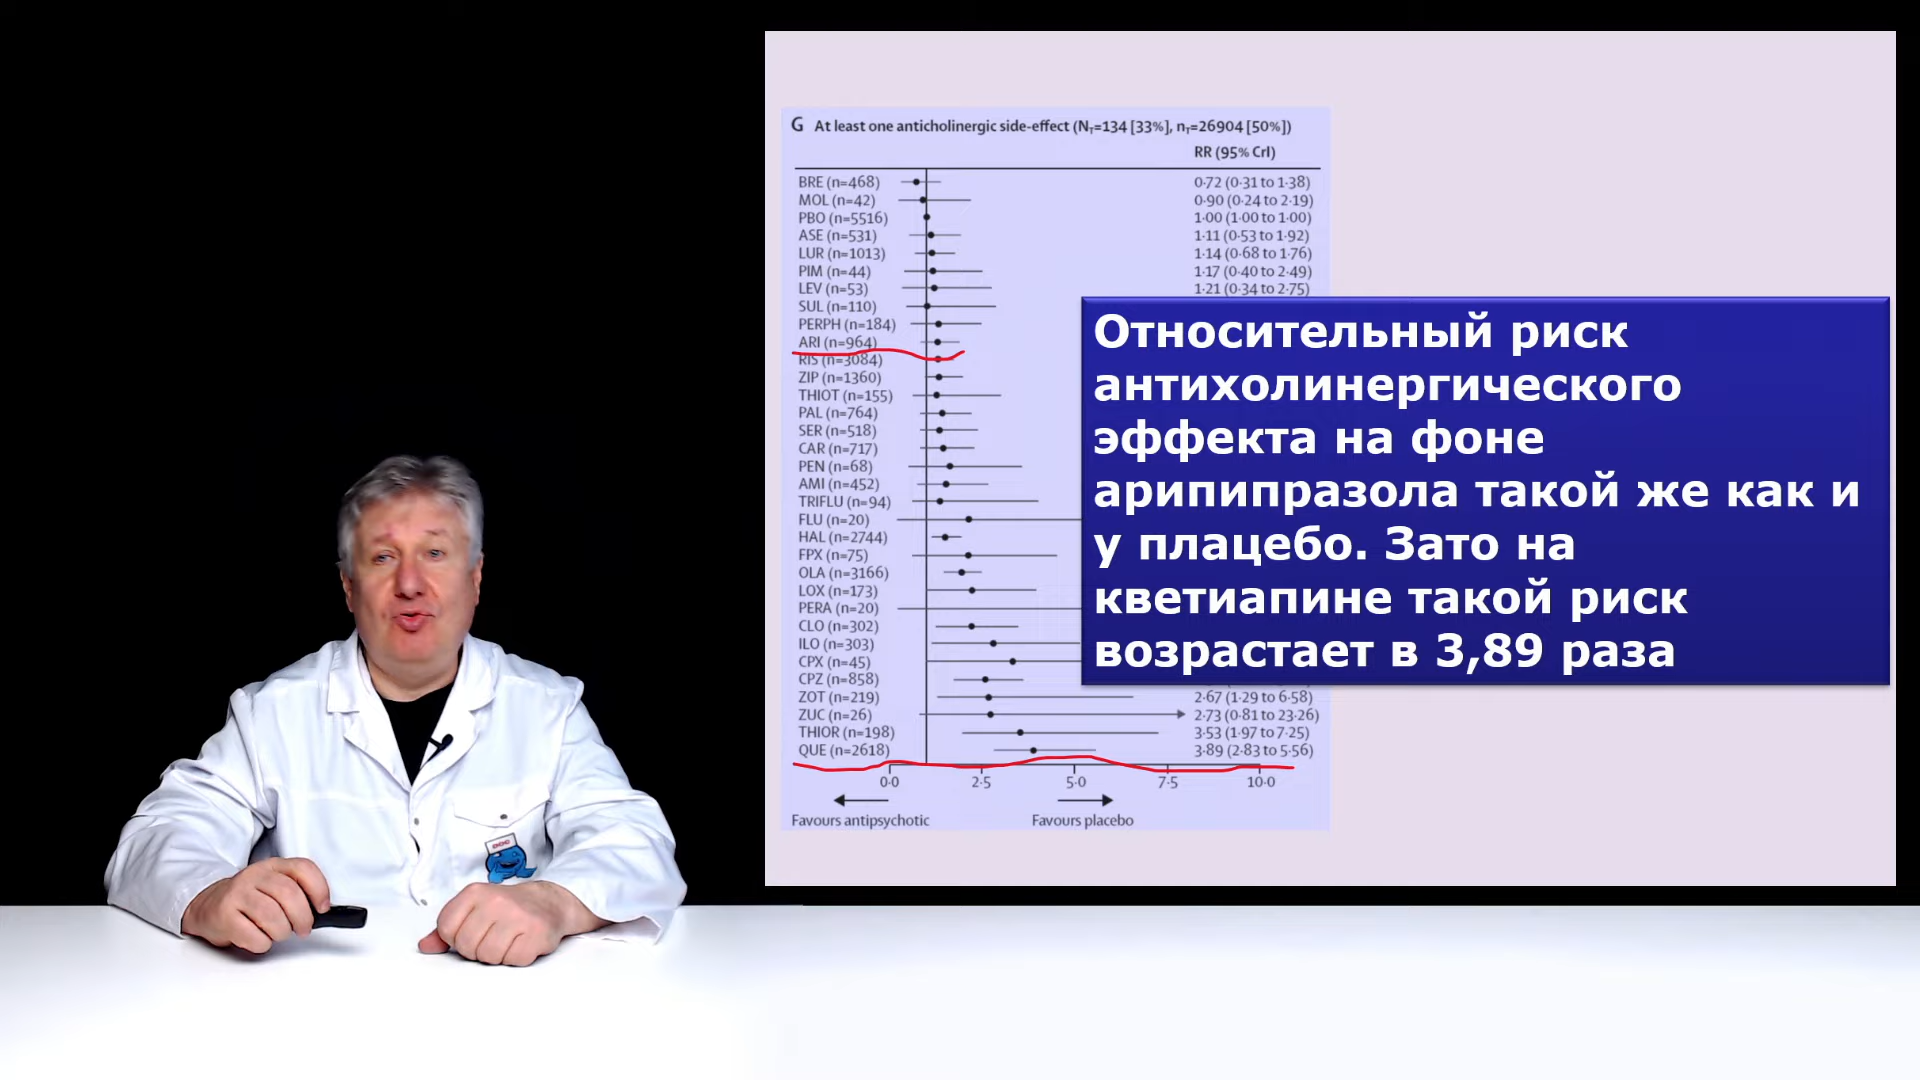 G At least one anticholinergic side-effect (N_T=134 [33%], n_T=26904 [50%])
RR (95% CrI)
BRE (n=468) 0·72 (0·31 to 1·38)
MOL (n=42) 0·90 (0·24 to 2·19)
PBO (n=5516) 1·00 (1·00 to 1·00)
ASE (n=531) 1·11 (0·53 to 1·92)
LUR (n=1013) 1·14 (0·68 to 1·76)
PIM (n=44) 1·17 (0·40 to 2·49)
LEV (n=53) 1·21 (0·34 to 2·75)
SUL (n=110)
PERPH (n=184)
ARI (n=964)
RIS (n=3084)
ZIP (n=1360)
THIOT (n=155)
PAL (n=764)
SER (n=518)
CAR (n=717)
PEN (n=68)
AMI (n=452)
TRIFLU (n=94)
FLU (n=20)
HAL (n=2744)
FPX (n=75)
OLA (n=3166)
LOX (n=173)
PERA (n=20)
CLO (n=302)
ILO (n=303)
CPX (n=45)
CPZ (n=858)
ZOT (n=219) 2·67 (1·29 to 6·58)
ZUC (n=26) 2·73 (0·81 to 23·26)
THIOR (n=198) 3·53 (1·97 to 7·25)
QUE (n=2618) 3·89 (2·83 to 5·56)
0·0 2·5 5·0 7·5 10·0
Favours antipsychotic Favours placebo
Относительный риск
антихолинергического
эффекта на фоне
арипипразола такой же как и
у плацебо. Зато на
кветиапине такой риск
возрастает в 3,89 раза